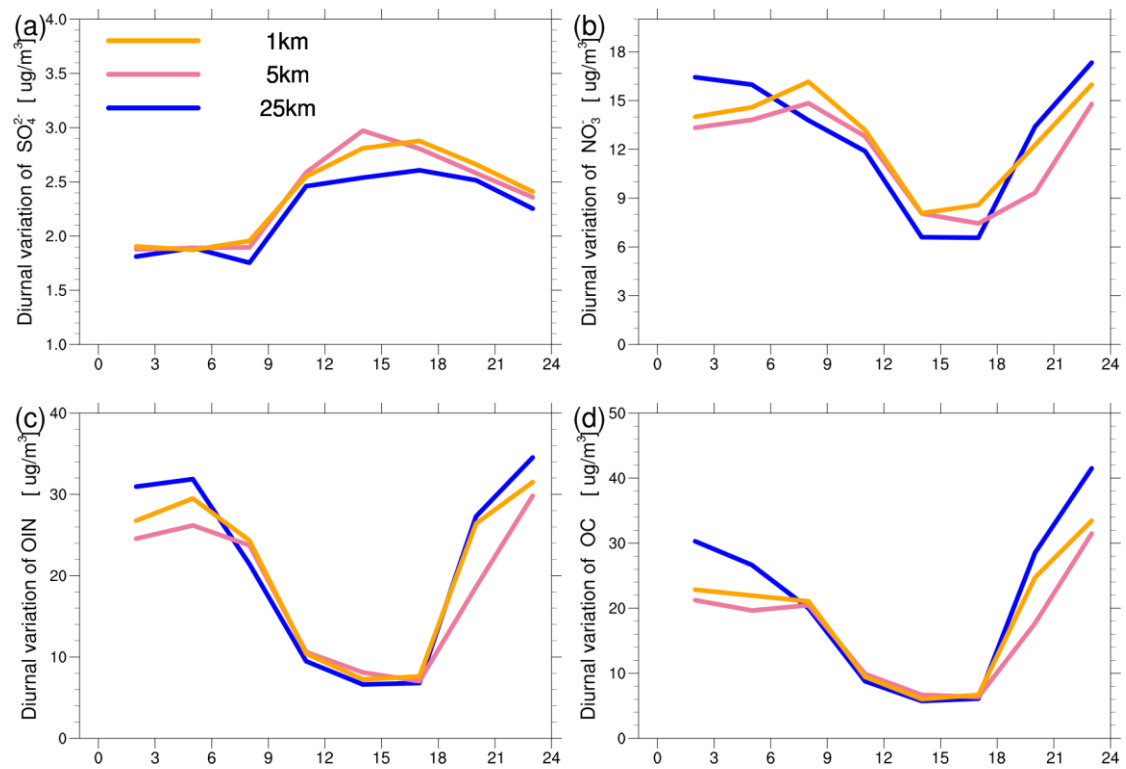 (a)
Diurnal variation of SO₄²⁻ [ ug/m³]
4.0
3.5
3.0
2.5
2.0
1.5
1.0
1km
5km
25km
0 3 6 9 12 15 18 21 24
(b)
Diurnal variation of NO₃⁻ [ ug/m³]
18
15
12
9
6
3
0
0 3 6 9 12 15 18 21 24
(c)
Diurnal variation of OIN [ ug/m³]
40
30
20
10
0
0 3 6 9 12 15 18 21 24
(d)
Diurnal variation of OC [ ug/m³]
50
40
30
20
10
0
0 3 6 9 12 15 18 21 24